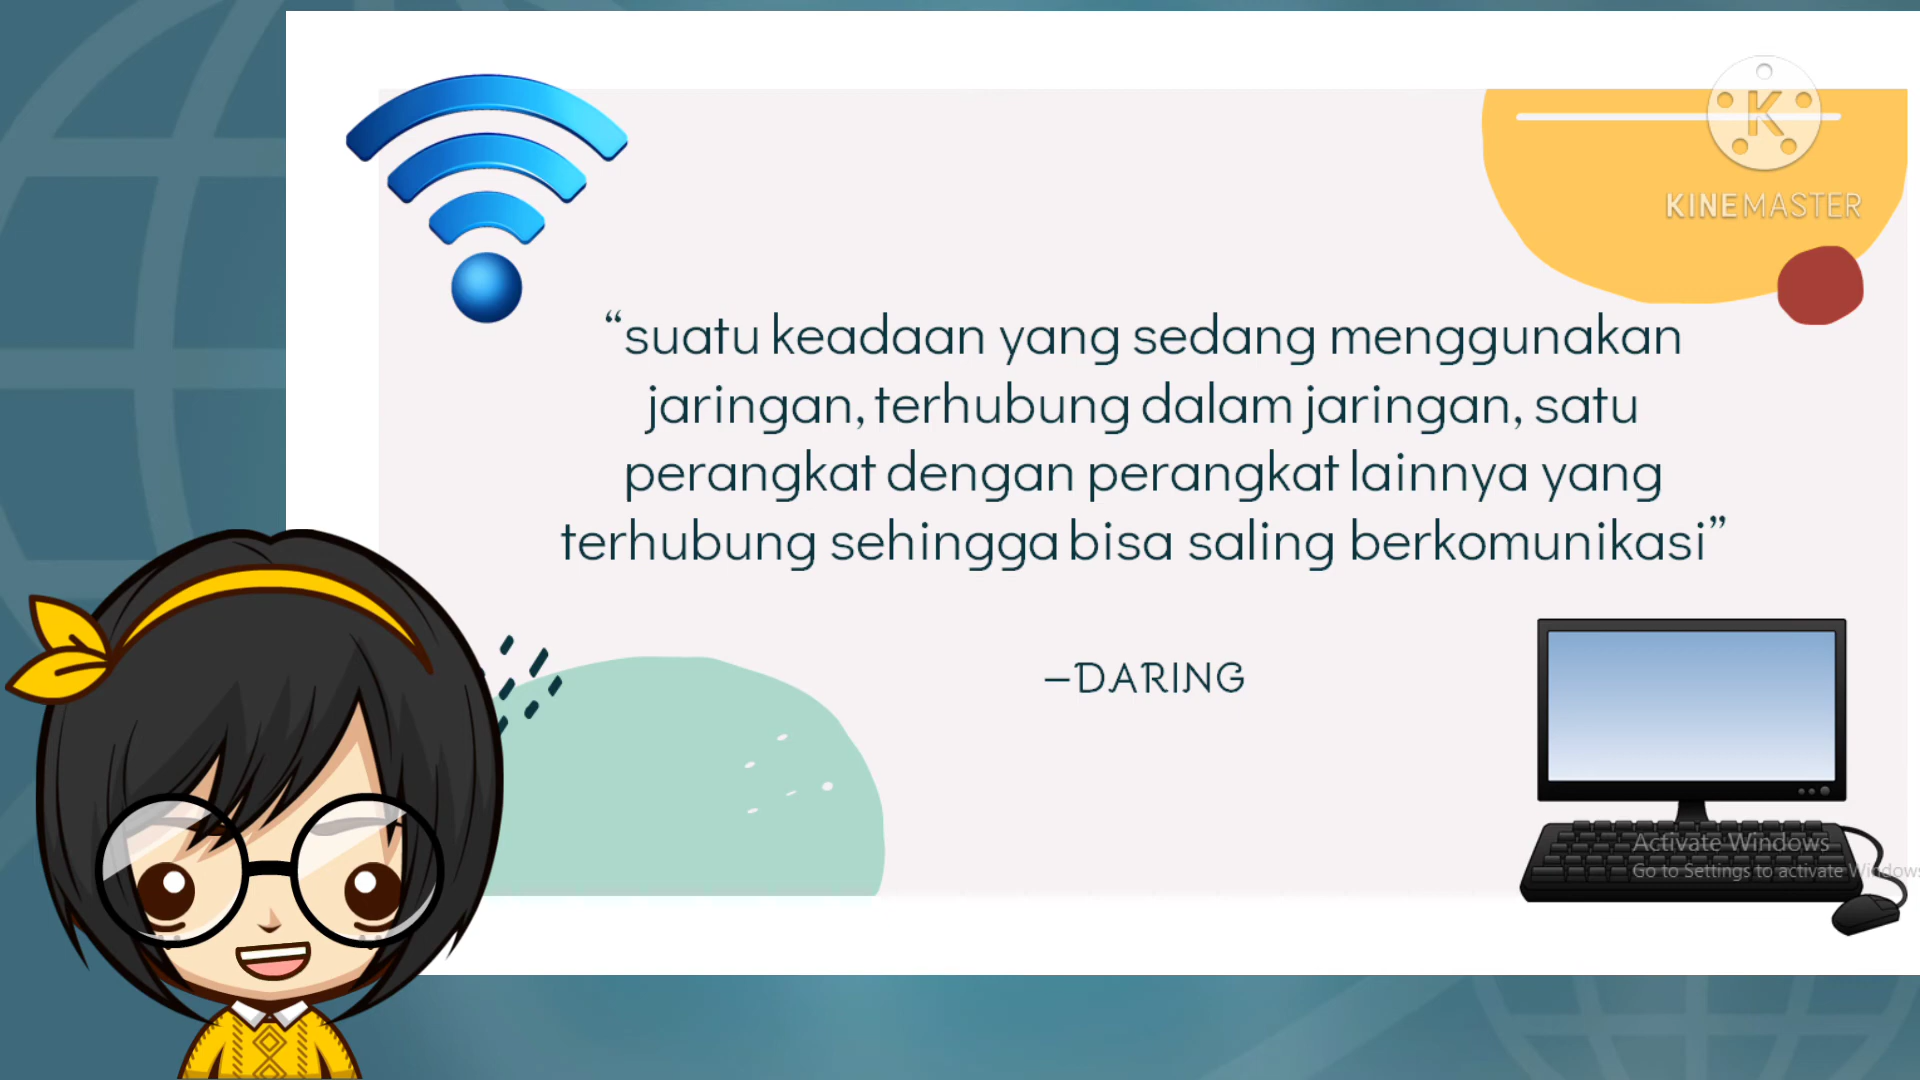 K
KINEMASTER
“suatu keadaan yang sedang menggunakan
jaringan, terhubung dalam jaringan, satu
perangkat dengan perangkat lainnya yang
terhubung sehingga bisa saling berkomunikasi”
—DARING
Activate Windows
Go to Settings to activate Windows